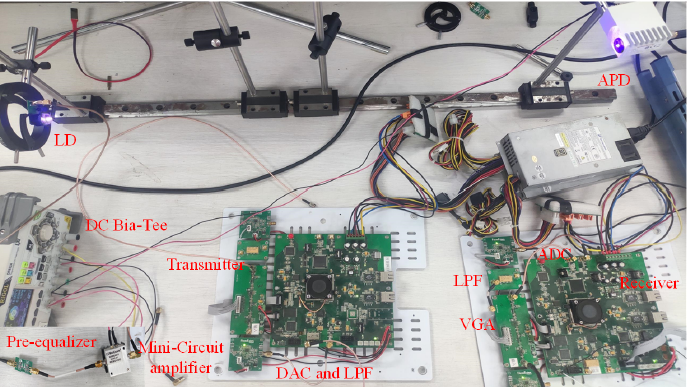 APD
LD
DC Bia-Tee
Transmitter
ADC
LPF
Receiver
VGA
Pre-equalizer
Mini-Circuit
amplifier
DAC and LPF